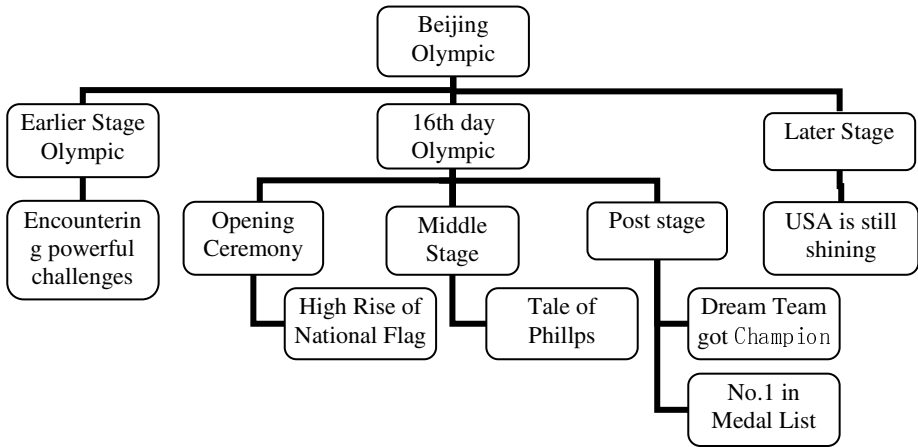 Beijing
Olympic
Earlier Stage
Olympic
16th day
Olympic
Later Stage
Encounterin
g powerful
challenges
Opening
Ceremony
Middle
Stage
Post stage
USA is still
shining
High Rise of
National Flag
Tale of
Phillps
Dream Team
got Champion
No.1 in
Medal List